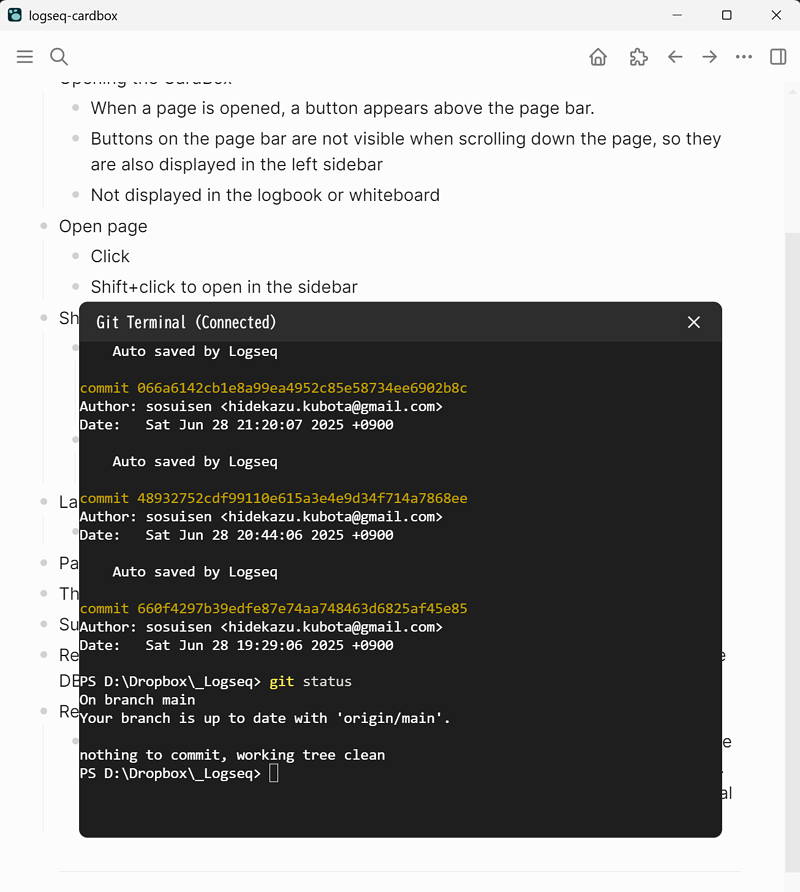 logseq-cardbox
Opening the CardBox
When a page is opened, a button appears above the page bar.
Buttons on the page bar are not visible when scrolling down the page, so they
are also displayed in the left sidebar
Not displayed in the logbook or whiteboard
Open page
Click
Shift+click to open in the sidebar
Sh
Git Terminal (Connected)
Auto saved by Logseq
commit 066a6142cb1e8a99ea4952c85e58734ee6902b8c
Author: sosuisen <hidekazu.kubota@gmail.com>
Date:   Sat Jun 28 21:20:07 2025 +0900
Auto saved by Logseq
La
commit 48932752cdf99110e615a3e4e9d34f714a7868ee
Author: sosuisen <hidekazu.kubota@gmail.com>
Date:   Sat Jun 28 20:44:06 2025 +0900
Pa
Auto saved by Logseq
Th
commit 660f4297b39edfe87e74aa748463d6825af45e85
Su
Author: sosuisen <hidekazu.kubota@gmail.com>
Date:   Sat Jun 28 19:29:06 2025 +0900
Re
e
DE
PS D:\Dropbox\_Logseq> git status
On branch main
Re
Your branch is up to date with 'origin/main'.
e
nothing to commit, working tree clean
PS D:\Dropbox\_Logseq>
al